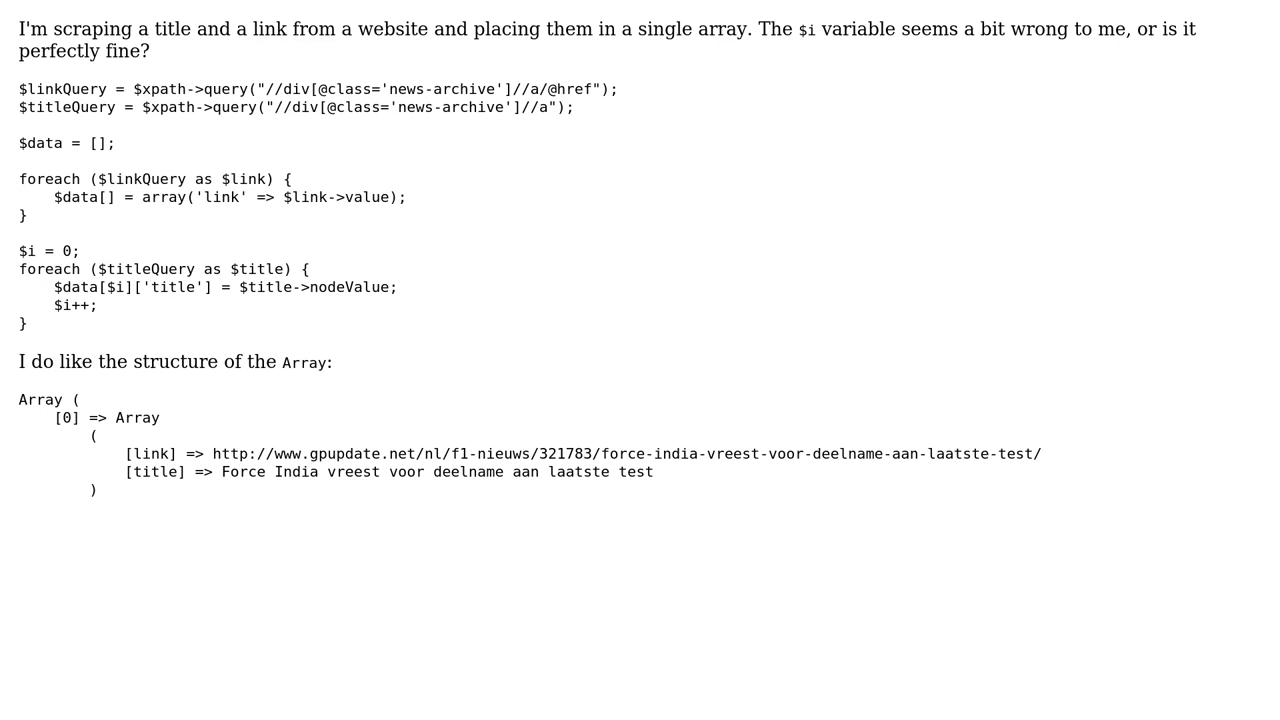 I'm scraping a title and a link from a website and placing them in a single array. The $i variable seems a bit wrong to me, or is it
perfectly fine?
$linkQuery = $xpath->query("//div[@class='news-archive']//a/@href");
$titleQuery = $xpath->query("//div[@class='news-archive']//a");
$data = [];
foreach ($linkQuery as $link) {
    $data[] = array('link' => $link->value);
}
$i = 0;
foreach ($titleQuery as $title) {
    $data[$i]['title'] = $title->nodeValue;
    $i++;
}
I do like the structure of the Array:
Array (
    [0] => Array
        (
            [link] => http://www.gpupdate.net/nl/f1-nieuws/321783/force-india-vreest-voor-deelname-aan-laatste-test/
            [title] => Force India vreest voor deelname aan laatste test
        )